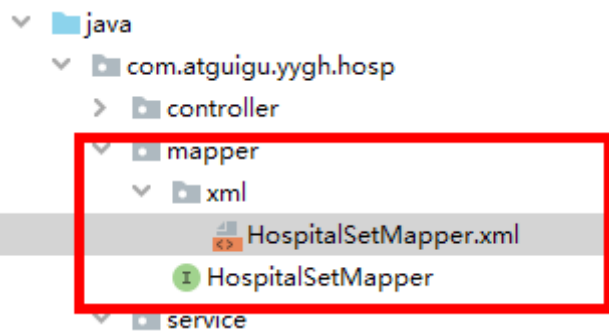 java
com.atguigu.yygh.hosp
controller
mapper
xml
HospitalSetMapper.xml
I HospitalSetMapper
service